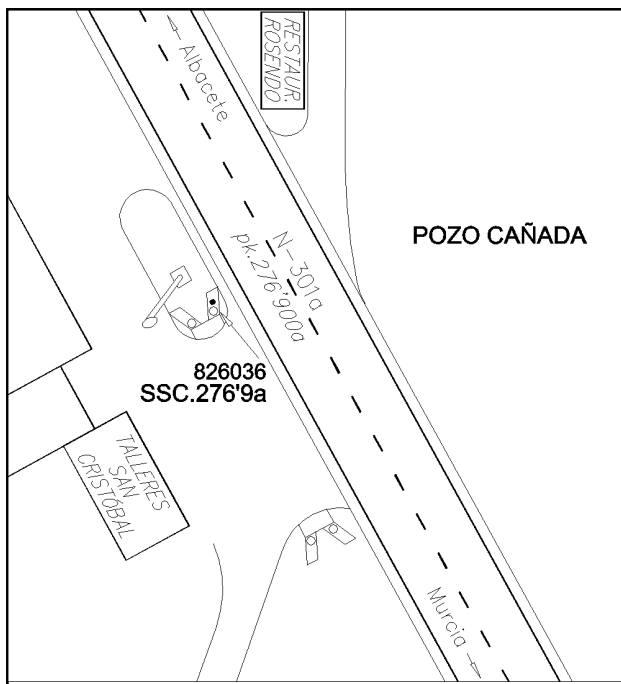 ← Albacete
RESTAUR.
ROSENDO
POZO CAÑADA
N-301a
pk.276'900a
826036
SSC.276'9a
TALLERES
SAN
CRISTÓBAL
Murcia →